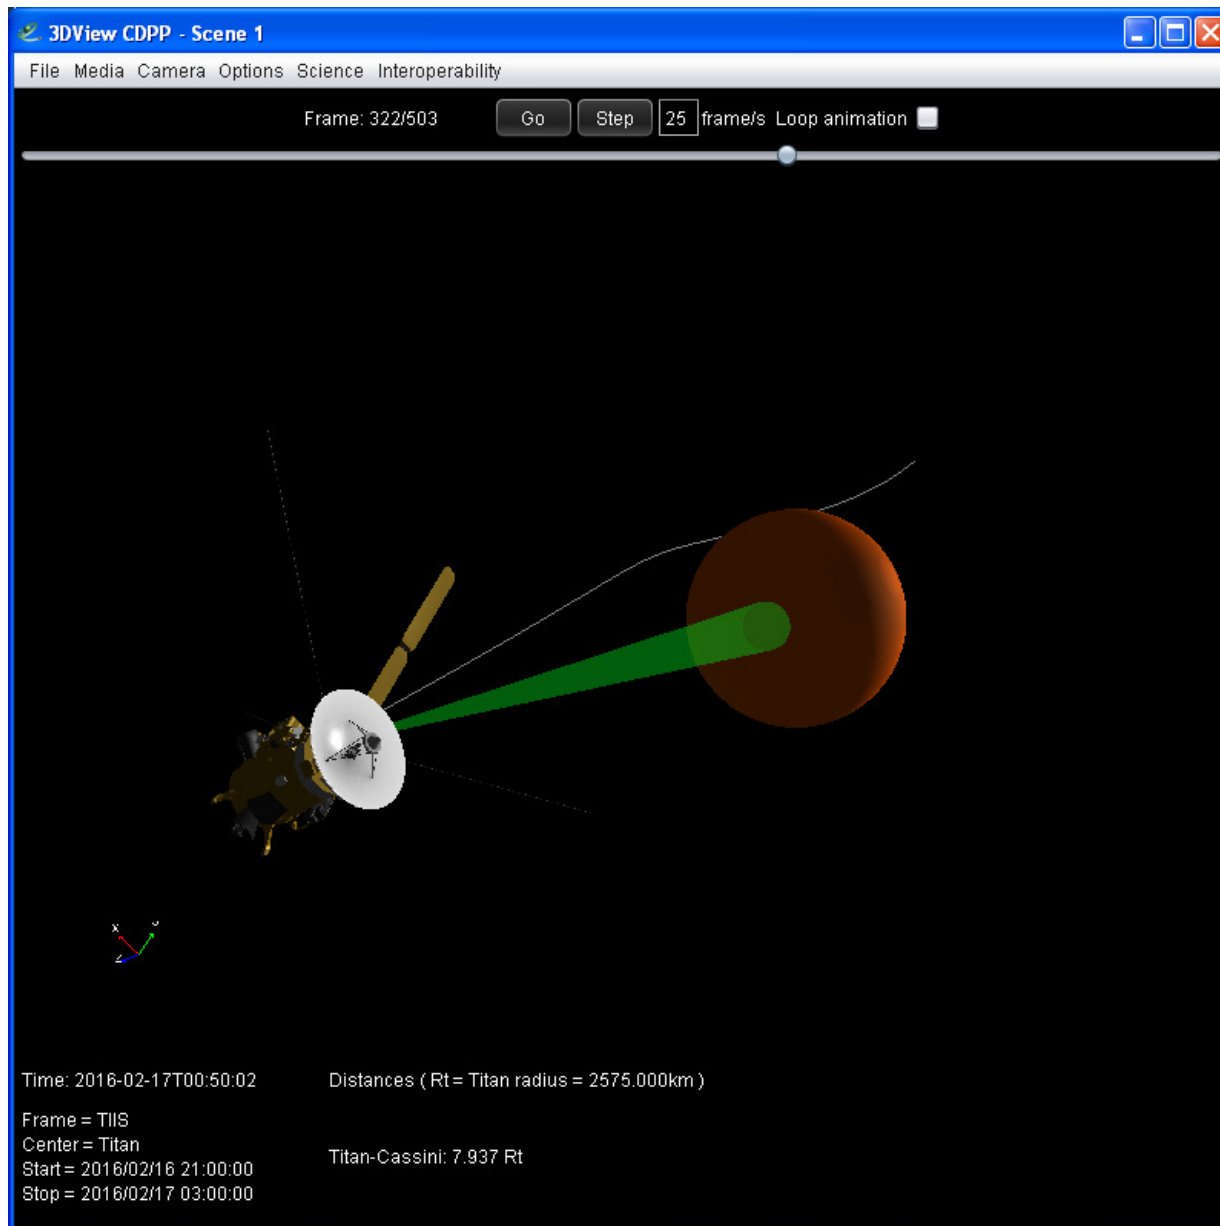 3DView CDPP - Scene 1
File Media Camera Options Science Interoperability
Frame: 322/503 Go Step 25 frame/s Loop animation
x
Z
Time: 2016-02-17T00:50:02 Distances ( Rt = Titan radius = 2575.000km )
Frame = TIIS
Center = Titan
Titan-Cassini: 7.937 Rt
Start = 2016/02/16 21:00:00
Stop = 2016/02/17 03:00:00